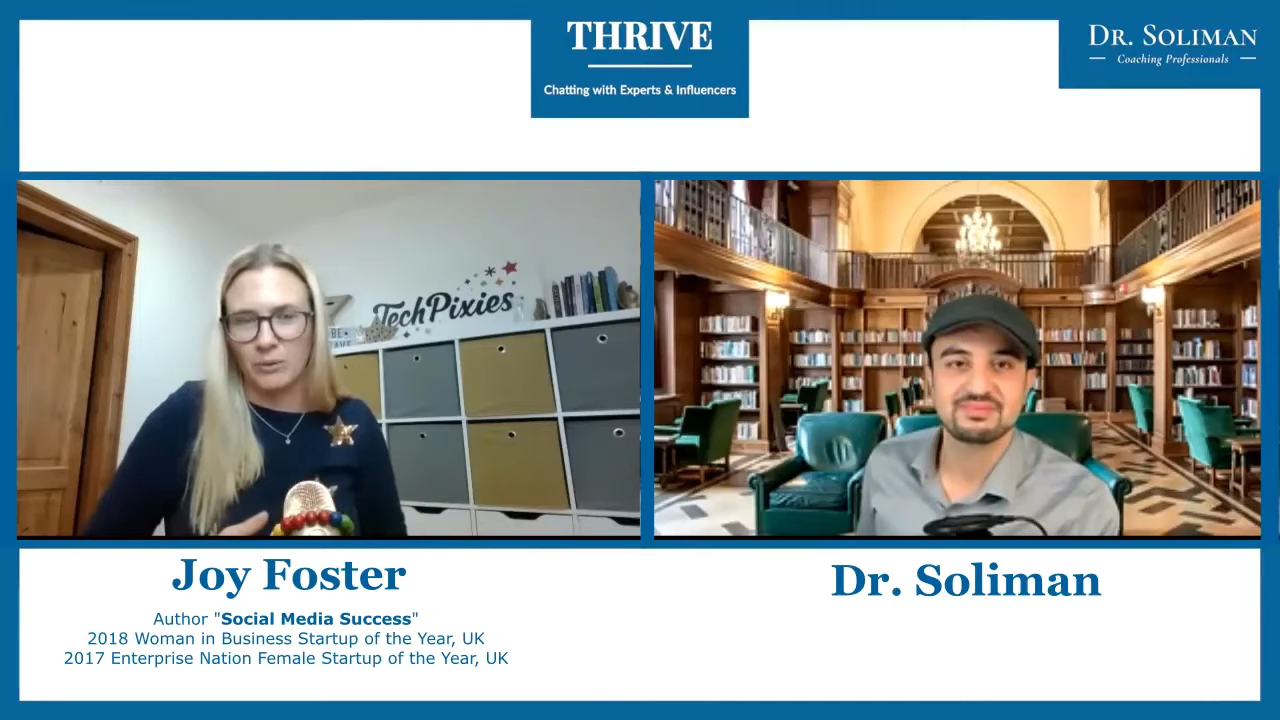 THRIVE
Chatting with Experts & Influencers
DR. SOLIMAN
Coaching Professionals
TechPixies
BE
Joy Foster
Author "Social Media Success"
2018 Woman in Business Startup of the Year, UK
2017 Enterprise Nation Female Startup of the Year, UK
Dr. Soliman